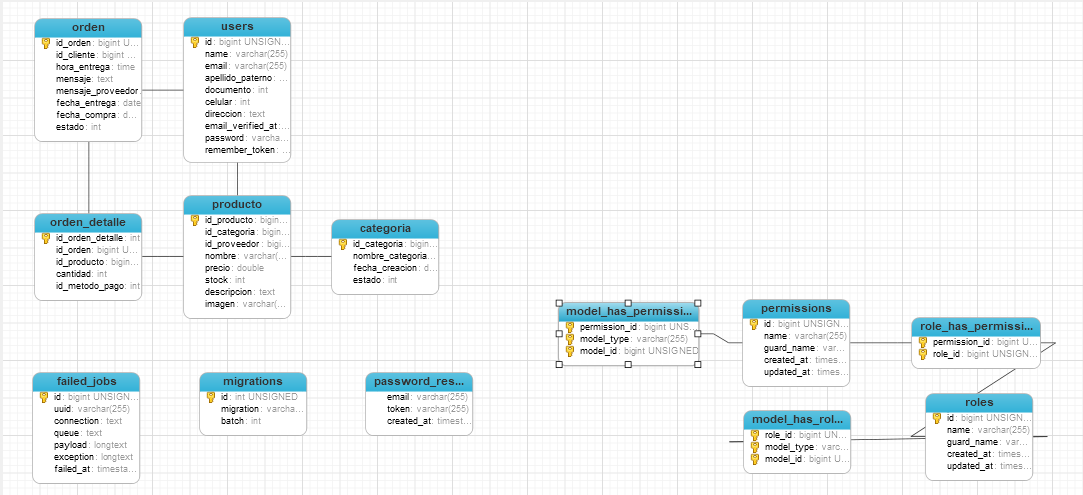 orden
id_orden: bigint U...
id_cliente: bigint ...
hora_entrega: time
mensaje: text
mensaje_proveedor
fecha_entrega: date
fecha_compra: d...
estado: int
users
id: bigint UNSIGN...
name: varchar(255)
email: varchar(255)
apellido_paterno: ...
documento: int
celular: int
direccion: text
email_verified_at: ...
password: varcha...
remember_token: ...
orden_detalle
id_orden_detalle: int
id_orden: bigint U...
id_producto: bigin...
cantidad: int
id_metodo_pago: int
producto
id_producto: bigin...
id_categoria: bigin...
id_proveedor: bigi...
nombre: varchar(...
precio: double
stock: int
descripcion: text
imagen: varchar(...
categoria
id_categoria: bigin...
nombre_categoria...
fecha_creacion: d...
estado: int
model_has_permissi...
permission_id: bigint UNS...
model_type: varchar(255)
model_id: bigint UNSIGNED
permissions
id: bigint UNSIGN...
name: varchar(255)
guard_name: var...
created_at: times...
updated_at: times...
role_has_permissi...
permission_id: bigint U...
role_id: bigint UNSIGN...
failed_jobs
id: bigint UNSIGN...
uuid: varchar(255)
connection: text
queue: text
payload: longtext
exception: longtext
failed_at: timesta...
migrations
id: int UNSIGNED
migration: varcha...
batch: int
password_res...
email: varchar(255)
token: varchar(255)
created_at: timest...
model_has_rol...
role_id: bigint UN...
model_type: varc...
model_id: bigint U...
roles
id: bigint UNSIGN...
name: varchar(255)
guard_name: var...
created_at: times...
updated_at: times...